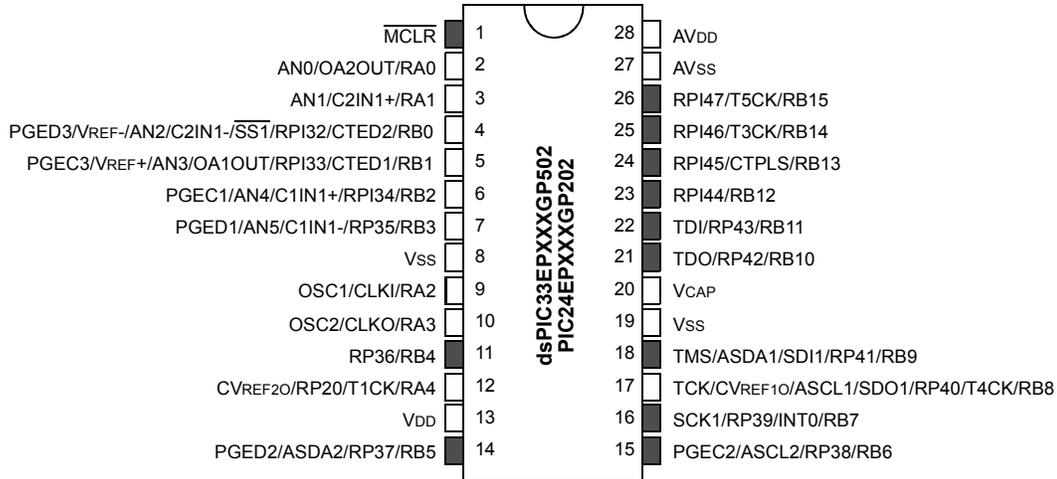 MCLR 1 28 AVDD
AN0/OA2OUT/RA0 2 27 AVSS
AN1/C2IN1+/RA1 3 26 RPI47/T5CK/RB15
PGED3/VREF-/AN2/C2IN1-/SS1/RPI32/CTED2/RB0 4 25 RPI46/T3CK/RB14
PGEC3/VREF+/AN3/OA1OUT/RPI33/CTED1/RB1 5 24 RPI45/CTPLS/RB13
PGEC1/AN4/C1IN1+/RPI34/RB2 6 23 RPI44/RB12
PGED1/AN5/C1IN1-/RP35/RB3 7 22 TDI/RP43/RB11
VSS 8 21 TDO/RP42/RB10
OSC1/CLKI/RA2 9 20 VCAP
OSC2/CLKO/RA3 10 19 VSS
RP36/RB4 11 18 TMS/ASDA1/SDI1/RP41/RB9
CVREF2O/RP20/T1CK/RA4 12 17 TCK/CVREF1O/ASCL1/SDO1/RP40/T4CK/RB8
VDD 13 16 SCK1/RP39/INT0/RB7
PGED2/ASDA2/RP37/RB5 14 15 PGEC2/ASCL2/RP38/RB6
dsPIC33EPXXXGP502
PIC24EPXXXGP202